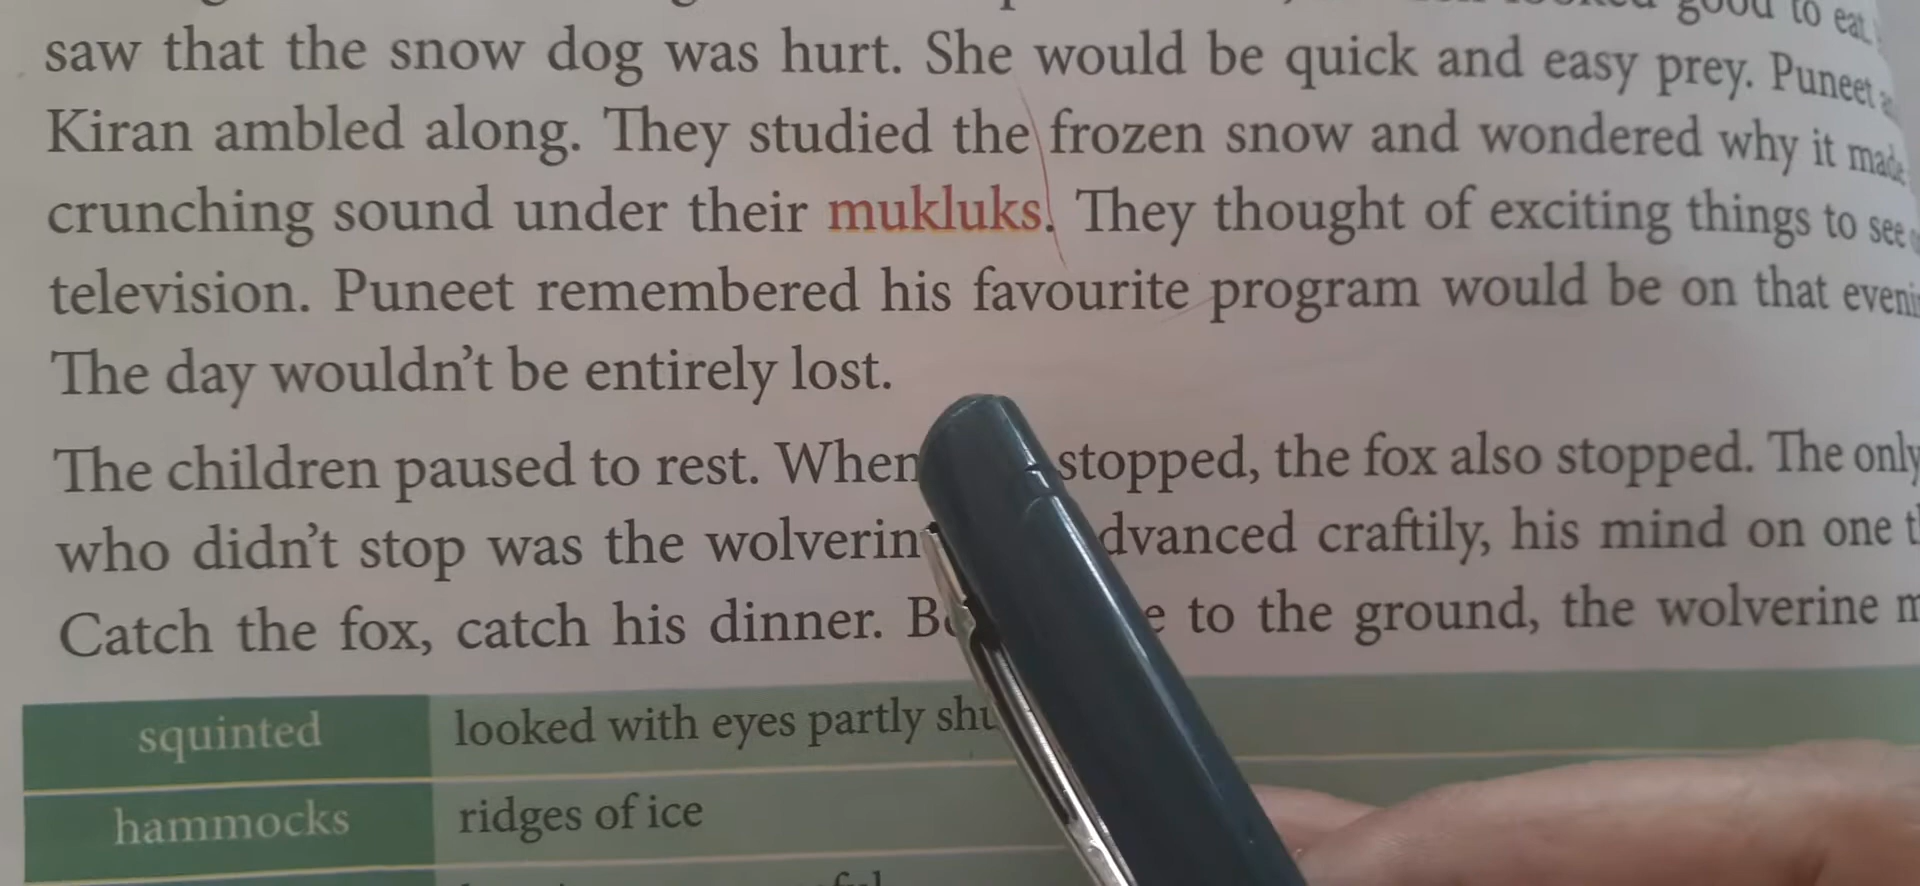 good to eat.
saw that the snow dog was hurt. She would be quick and easy prey. Puneet
Kiran ambled along. They studied the frozen snow and wondered why it made
crunching sound under their mukluks. They thought of exciting things to see
television. Puneet remembered his favourite program would be on that
The day wouldn't be entirely lost.
The children paused to rest. When stopped, the fox also stopped. The only
who didn't stop was the craftily, his mind on one
Catch the fox, catch his dinner. to the ground, the wolverine
squinted looked with eyes partly
hammocks ridges of ice